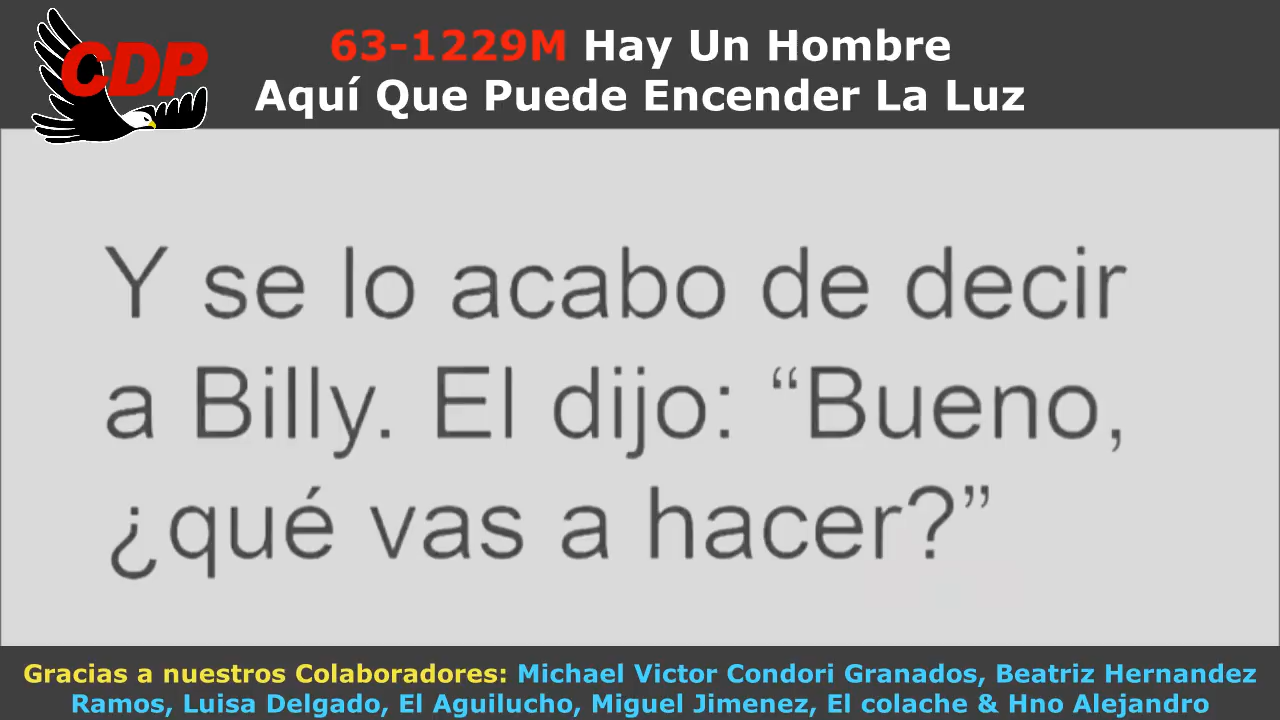 CDP
63-1229M Hay Un Hombre
Aquí Que Puede Encender La Luz
Y se lo acabo de decir
a Billy. El dijo: “Bueno,
¿qué vas a hacer?”
Gracias a nuestros Colaboradores: Michael Victor Condori Granados, Beatriz Hernandez
Ramos, Luisa Delgado, El Aguilucho, Miguel Jimenez, El colache & Hno Alejandro